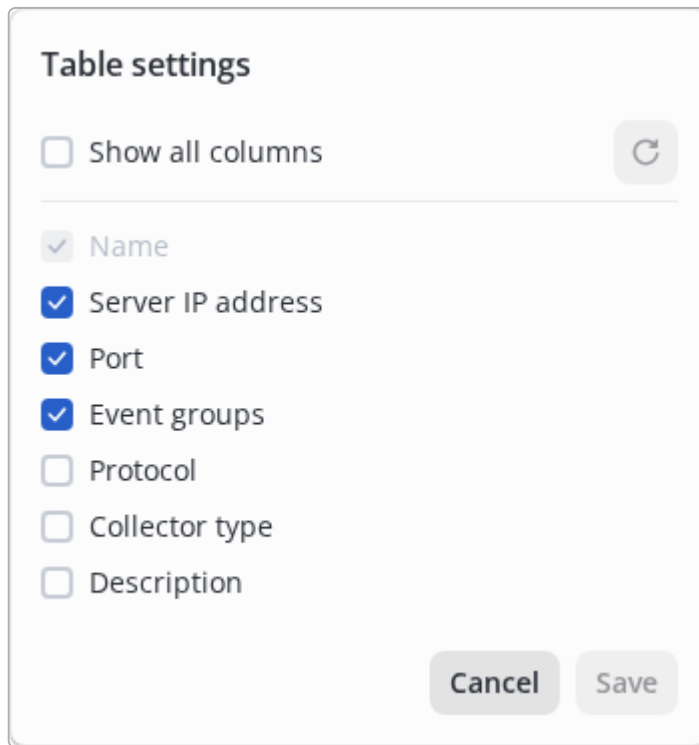 Table settings
Show all columns
Name
Server IP address
Port
Event groups
Protocol
Collector type
Description
Cancel Save